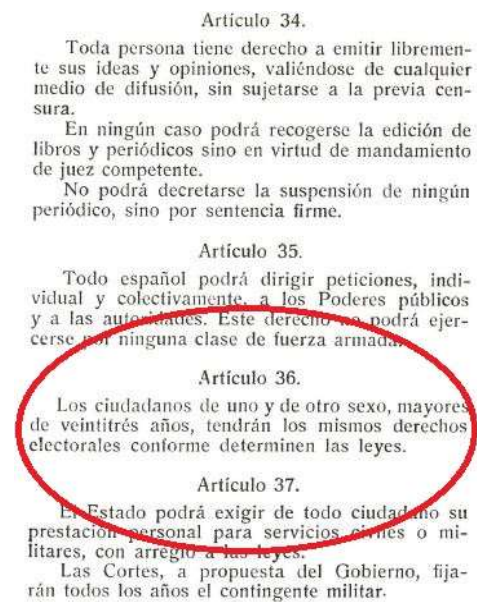 Artículo 34.
Toda persona tiene derecho a emitir libremen-
te sus ideas y opiniones, valiéndose de cualquier
medio de difusión, sin sujetarse a la previa cen-
sura.
En ningún caso podrá recogerse la edición de
libros y periódicos sino en virtud de mandamiento
de juez competente.
No podrá decretarse la suspensión de ningún
periódico, sino por sentencia firme.
Artículo 35.
Todo español podrá dirigir peticiones, indi-
vidual y colectivamente, a los Poderes públicos
y a las autoridades. Este derecho no podrá ejer-
cerse por ninguna clase de fuerza armada.
Artículo 36.
Los ciudadanos de uno y de otro sexo, mayores
de veintitrés años, tendrán los mismos derechos
electorales conforme determinen las leyes.
Artículo 37.
El Estado podrá exigir de todo ciudadano su
prestación personal para servicios civiles o mi-
litares, con arreglo a las leyes.
Las Cortes, a propuesta del Gobierno, fija-
rán todos los años el contingente militar.